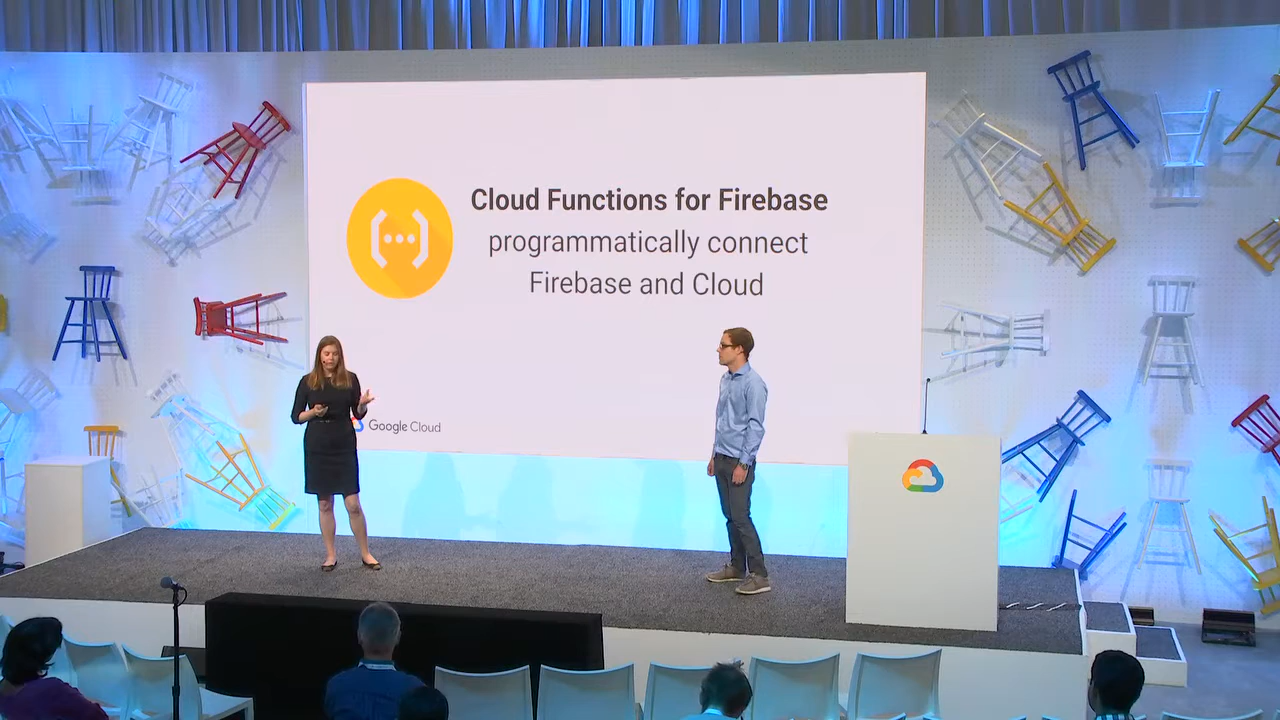 Cloud Functions for Firebase
programmatically connect
Firebase and Cloud
Google Cloud